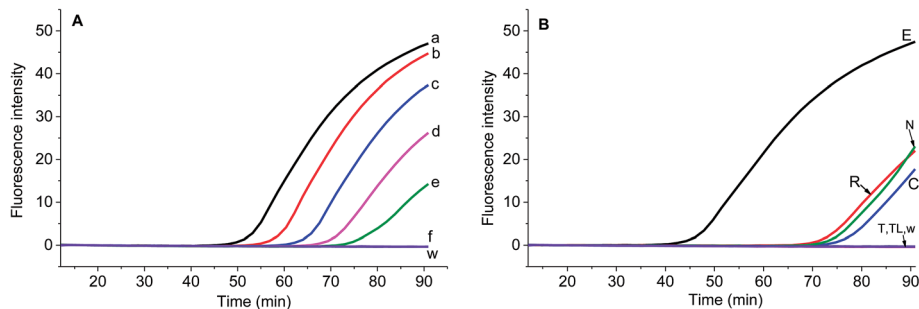 A
Fluorescence intensity
50
40
30
20
10
0
a
b
c
d
e
f
w
20 30 40 50 60 70 80 90
Time (min)
B
Fluorescence intensity
50
40
30
20
10
0
E
N
R
C
T,TL,w
20 30 40 50 60 70 80 90
Time (min)